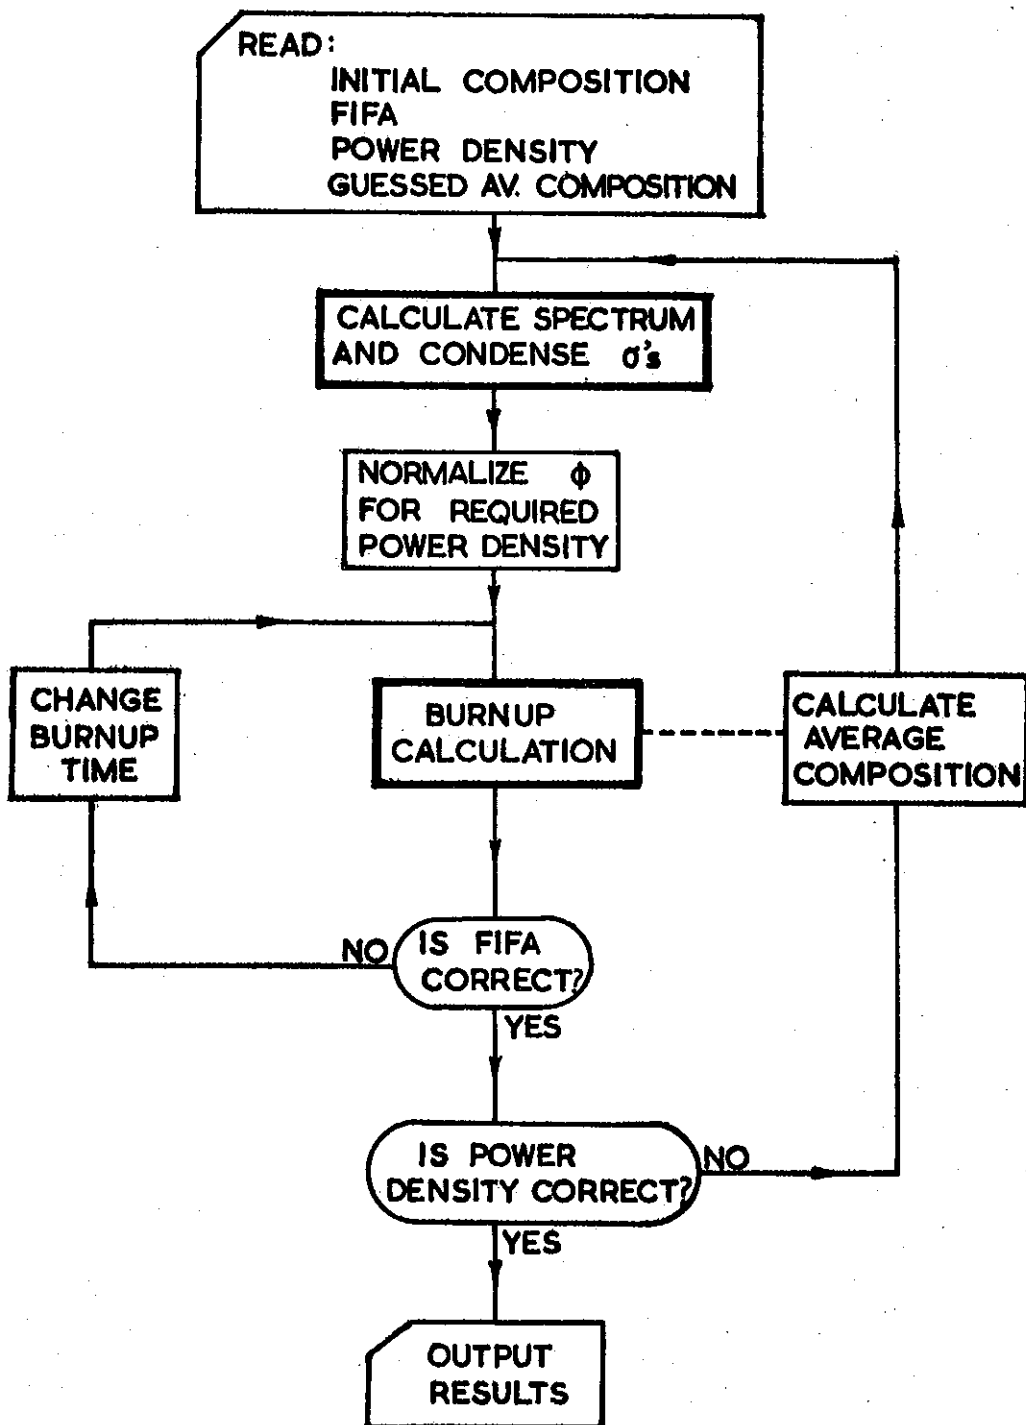 READ:
INITIAL COMPOSITION
FIFA
POWER DENSITY
GUESSED AV. COMPOSITION
CALCULATE SPECTRUM
AND CONDENSE σ's
NORMALIZE ϕ
FOR REQUIRED
POWER DENSITY
CHANGE
BURNUP
TIME
BURNUP
CALCULATION
CALCULATE
AVERAGE
COMPOSITION
NO
IS FIFA
CORRECT?
YES
IS POWER
DENSITY CORRECT?
NO
YES
OUTPUT
RESULTS